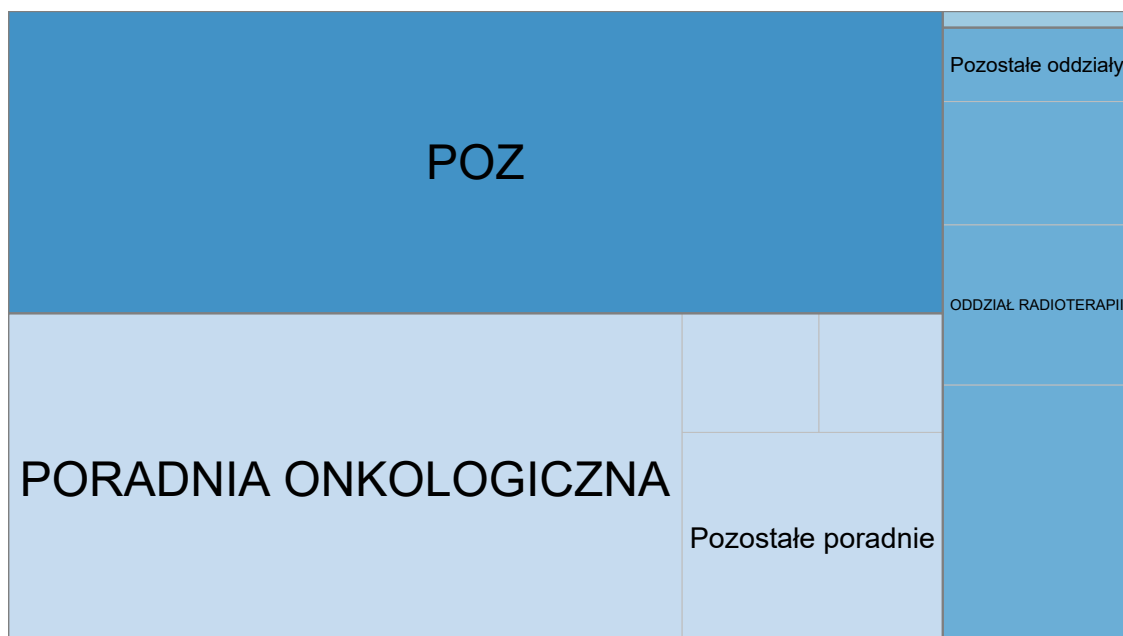 POZ
Pozostałe oddziały
ODDZIAŁ RADIOTERAPII
PORADNIA ONKOLOGICZNA
Pozostałe poradnie